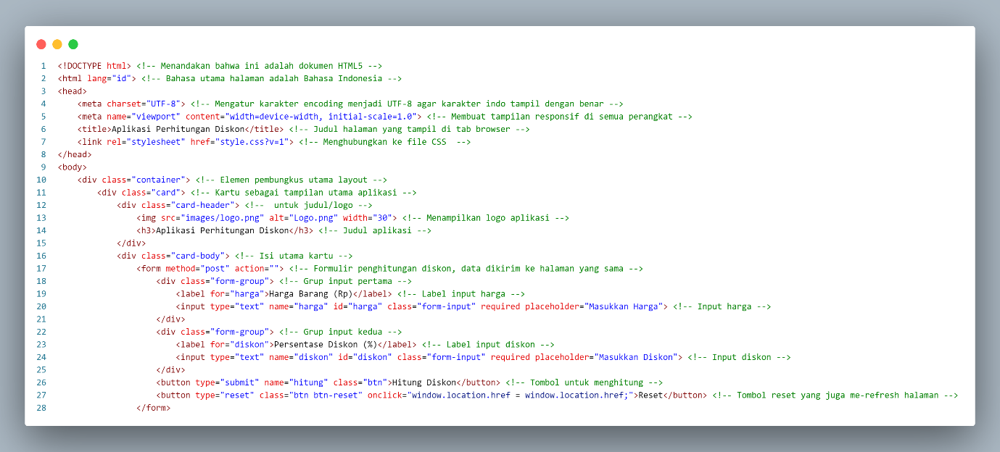 1 <!DOCTYPE html> <!-- Menandakan bahwa ini adalah dokumen HTML5 -->
2 <html lang="id"> <!-- Bahasa utama halaman adalah Bahasa Indonesia -->
3 <head>
4     <meta charset="UTF-8"> <!-- Mengatur karakter encoding menjadi UTF-8 agar karakter indo tampil dengan benar -->
5     <meta name="viewport" content="width=device-width, initial-scale=1.0"> <!-- Membuat tampilan responsif di semua perangkat -->
6     <title>Aplikasi Perhitungan Diskon</title> <!-- Judul halaman yang tampil di tab browser -->
7     <link rel="stylesheet" href="style.css?v=1"> <!-- Menghubungkan ke file CSS  -->
8 </head>
9 <body>
10     <div class="container"> <!-- Elemen pembungkus utama layout -->
11         <div class="card"> <!-- Kartu sebagai tampilan utama aplikasi -->
12             <div class="card-header"> <!--  untuk judul/logo -->
13                 <img src="images/logo.png" alt="Logo.png" width="30"> <!-- Menampilkan logo aplikasi -->
14                 <h3>Aplikasi Perhitungan Diskon</h3> <!-- Judul aplikasi -->
15             </div>
16             <div class="card-body"> <!-- Isi utama kartu -->
17                 <form method="post" action=""> <!-- Formulir penghitungan diskon, data dikirim ke halaman yang sama -->
18                     <div class="form-group"> <!-- Grup input pertama -->
19                         <label for="harga">Harga Barang (Rp)</label> <!-- Label input harga -->
20                         <input type="text" name="harga" id="harga" class="form-input" required placeholder="Masukkan Harga"> <!-- Input harga -->
21                     </div>
22                     <div class="form-group"> <!-- Grup input kedua -->
23                         <label for="diskon">Persentase Diskon (%)</label> <!-- Label input diskon -->
24                         <input type="text" name="diskon" id="diskon" class="form-input" required placeholder="Masukkan Diskon"> <!-- Input diskon -->
25                     </div>
26                     <button type="submit" name="hitung" class="btn">Hitung Diskon</button> <!-- Tombol untuk menghitung -->
27                     <button type="reset" class="btn btn-reset" onclick="window.location.href = window.location.href;">Reset</button> <!-- Tombol reset yang juga me-refresh halaman -->
28                 </form>